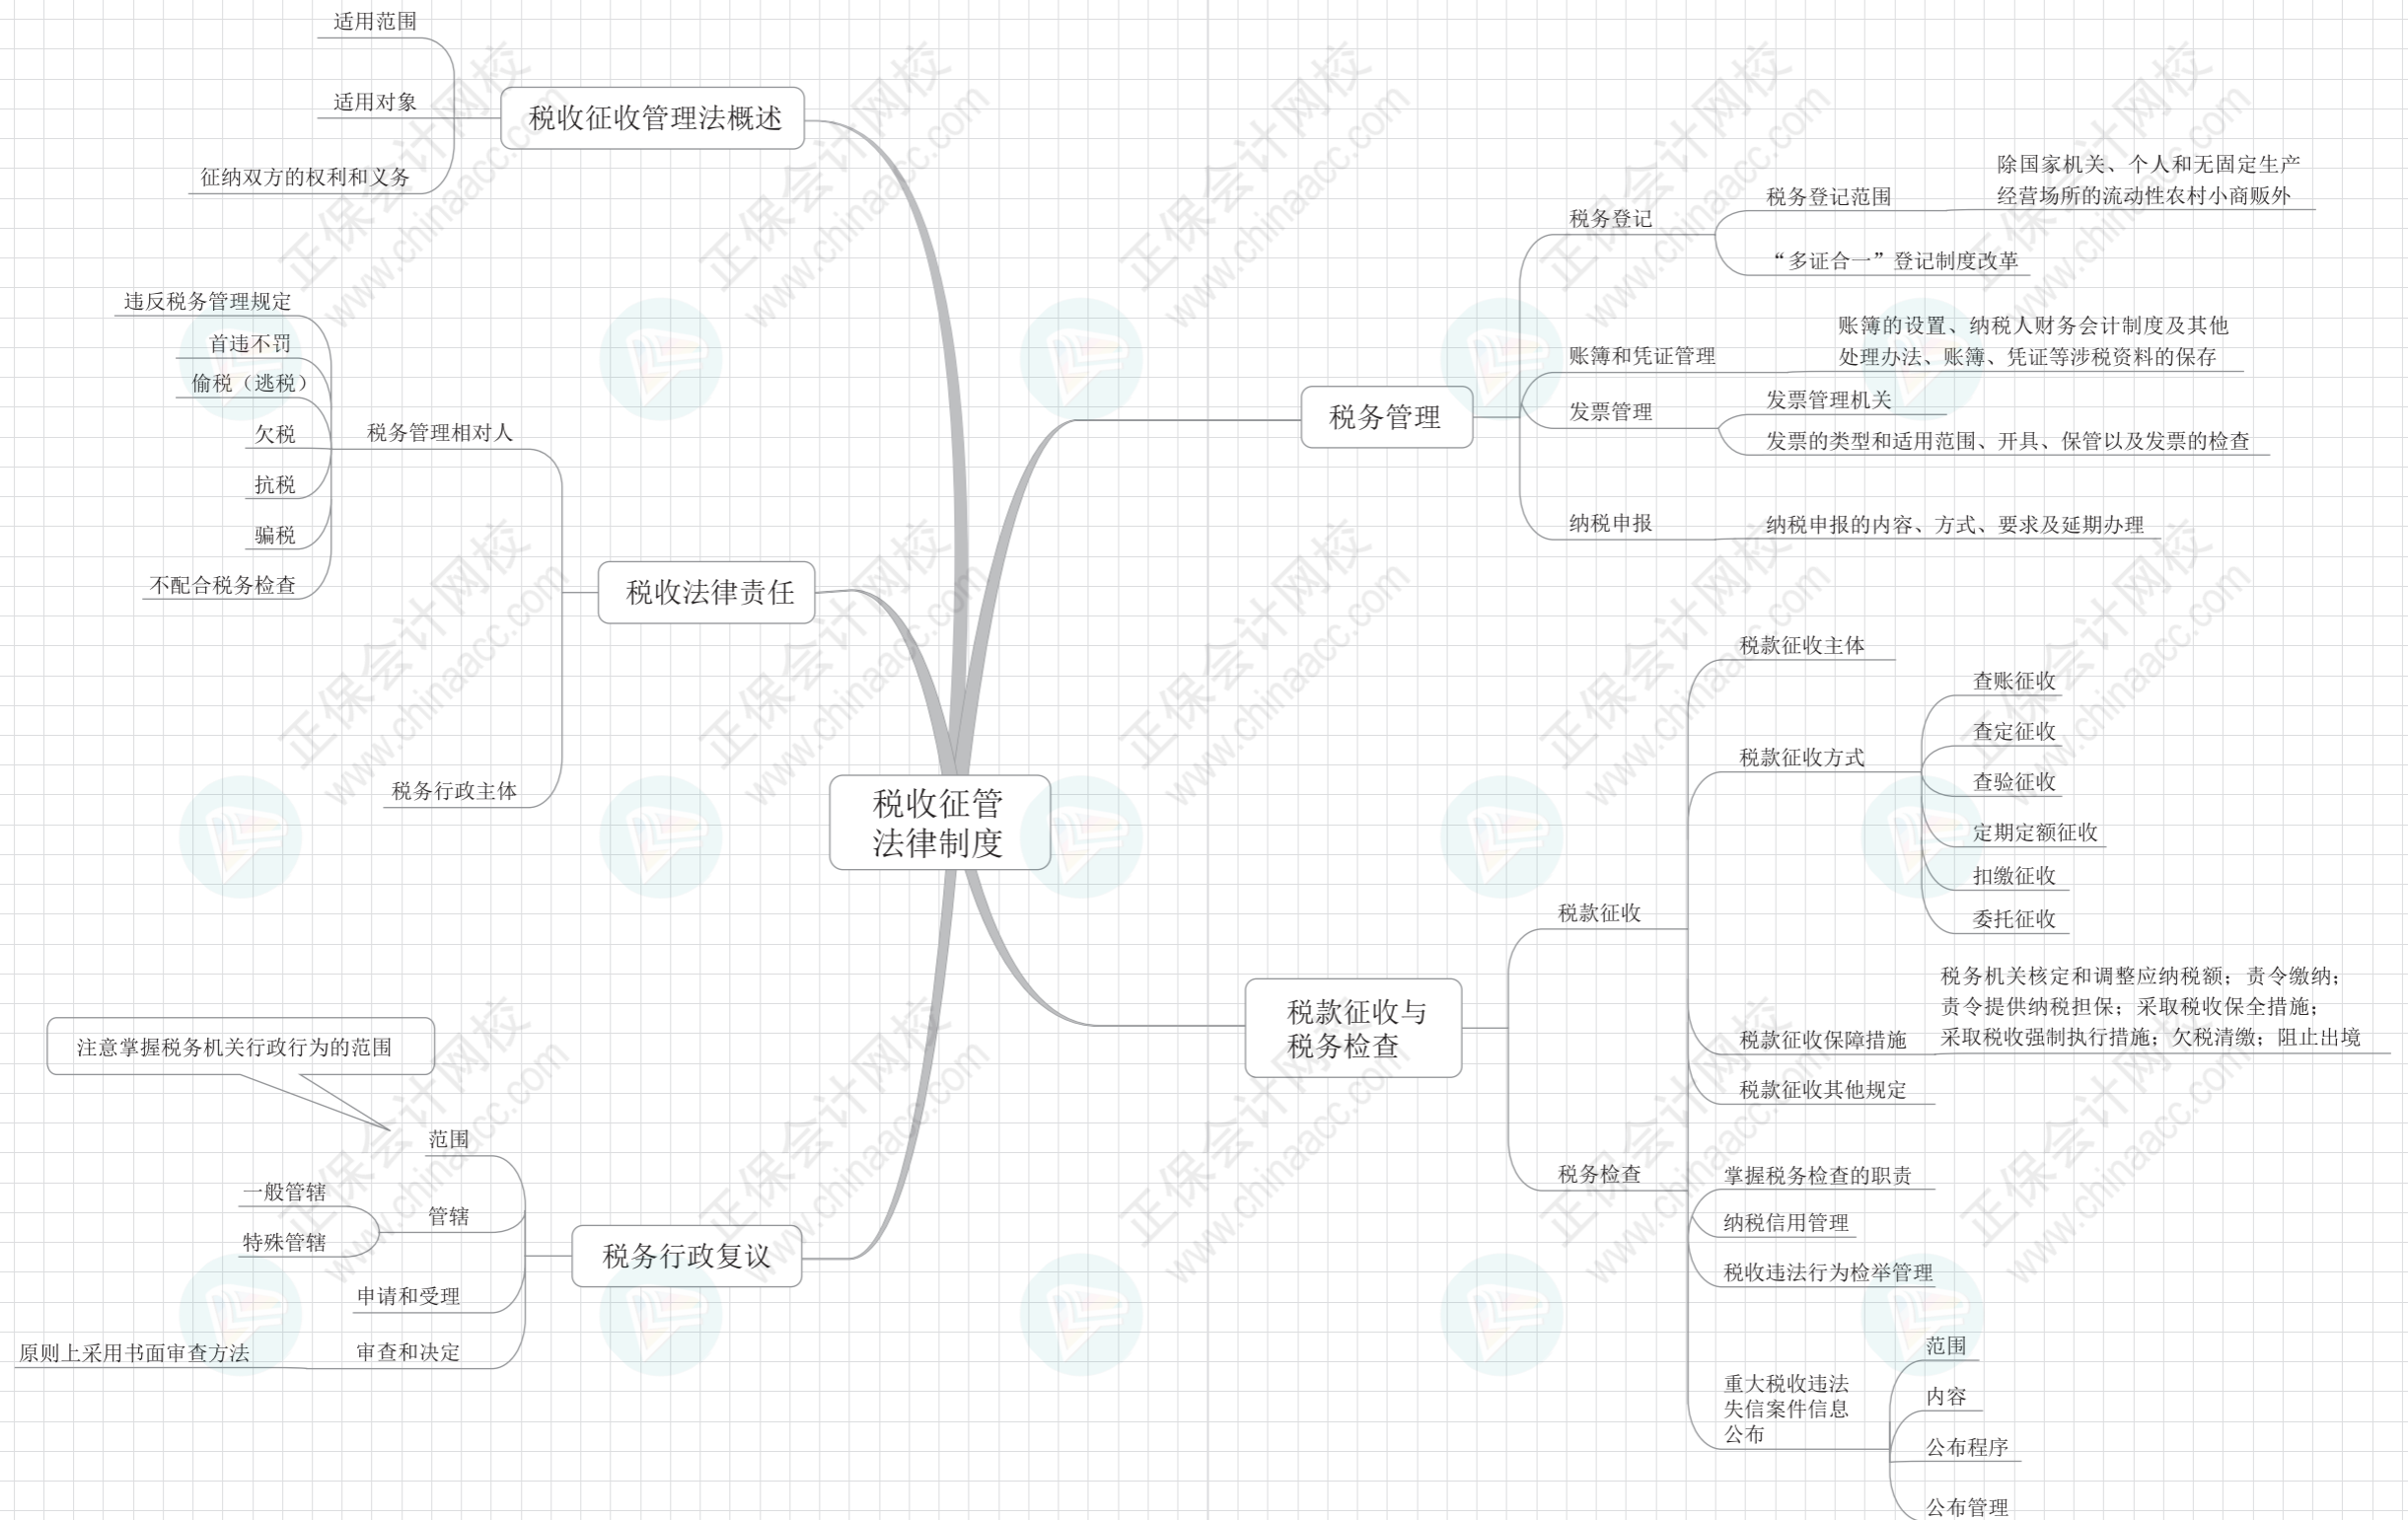 税收征管
法律制度
税收征收管理法概述
适用范围
适用对象
征纳双方的权利和义务
税务管理
税务登记
税务登记范围
除国家机关、个人和无固定生产
经营场所的流动性农村小商贩外
“多证合一”登记制度改革
账簿和凭证管理
账簿的设置、纳税人财务会计制度及其他
处理办法、账簿、凭证等涉税资料的保存
发票管理
发票管理机关
发票的类型和适用范围、开具、保管以及发票的检查
纳税申报
纳税申报的内容、方式、要求及延期办理
税款征收与
税务检查
税款征收
税款征收主体
税款征收方式
查账征收
查定征收
查验征收
定期定额征收
扣缴征收
委托征收
税款征收保障措施
税务机关核定和调整应纳税额；责令缴纳；
责令提供纳税担保；采取税收保全措施；
采取税收强制执行措施；欠税清缴；阻止出境
税款征收其他规定
税务检查
掌握税务检查的职责
纳税信用管理
税收违法行为检举管理
重大税收违法
失信案件信息
公布
范围
内容
公布程序
公布管理
税务行政复议
范围
注意掌握税务机关行政行为的范围
管辖
一般管辖
特殊管辖
申请和受理
审查和决定
原则上采用书面审查方法
税收法律责任
税务管理相对人
违反税务管理规定
首违不罚
偷税（逃税）
欠税
抗税
骗税
不配合税务检查
税务行政主体
正保会计网校
www.chinaacc.com